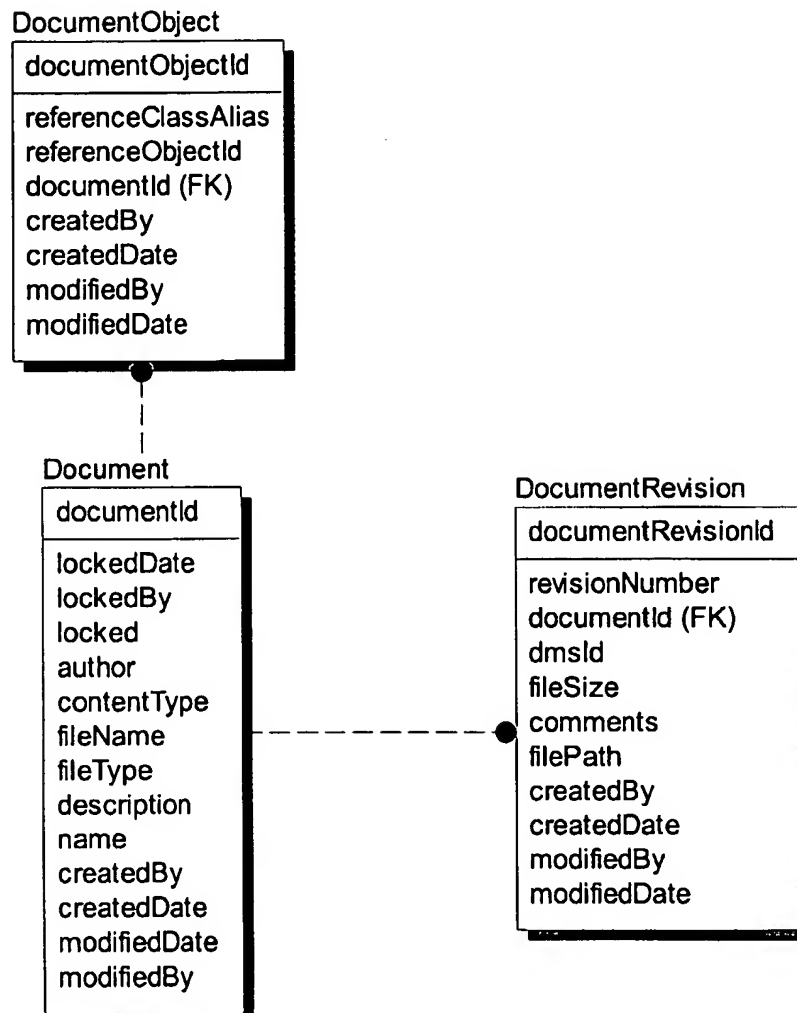 DocumentObject
documentObjectId
referenceClassAlias
referenceObjectId
documentId (FK)
createdBy
createdDate
modifiedBy
modifiedDate
Document
documentId
lockedDate
lockedBy
locked
author
contentType
fileName
fileType
description
name
createdBy
createdDate
modifiedDate
modifiedBy
DocumentRevision
documentRevisionId
revisionNumber
documentId (FK)
dmsId
fileSize
comments
filePath
createdBy
createdDate
modifiedBy
modifiedDate